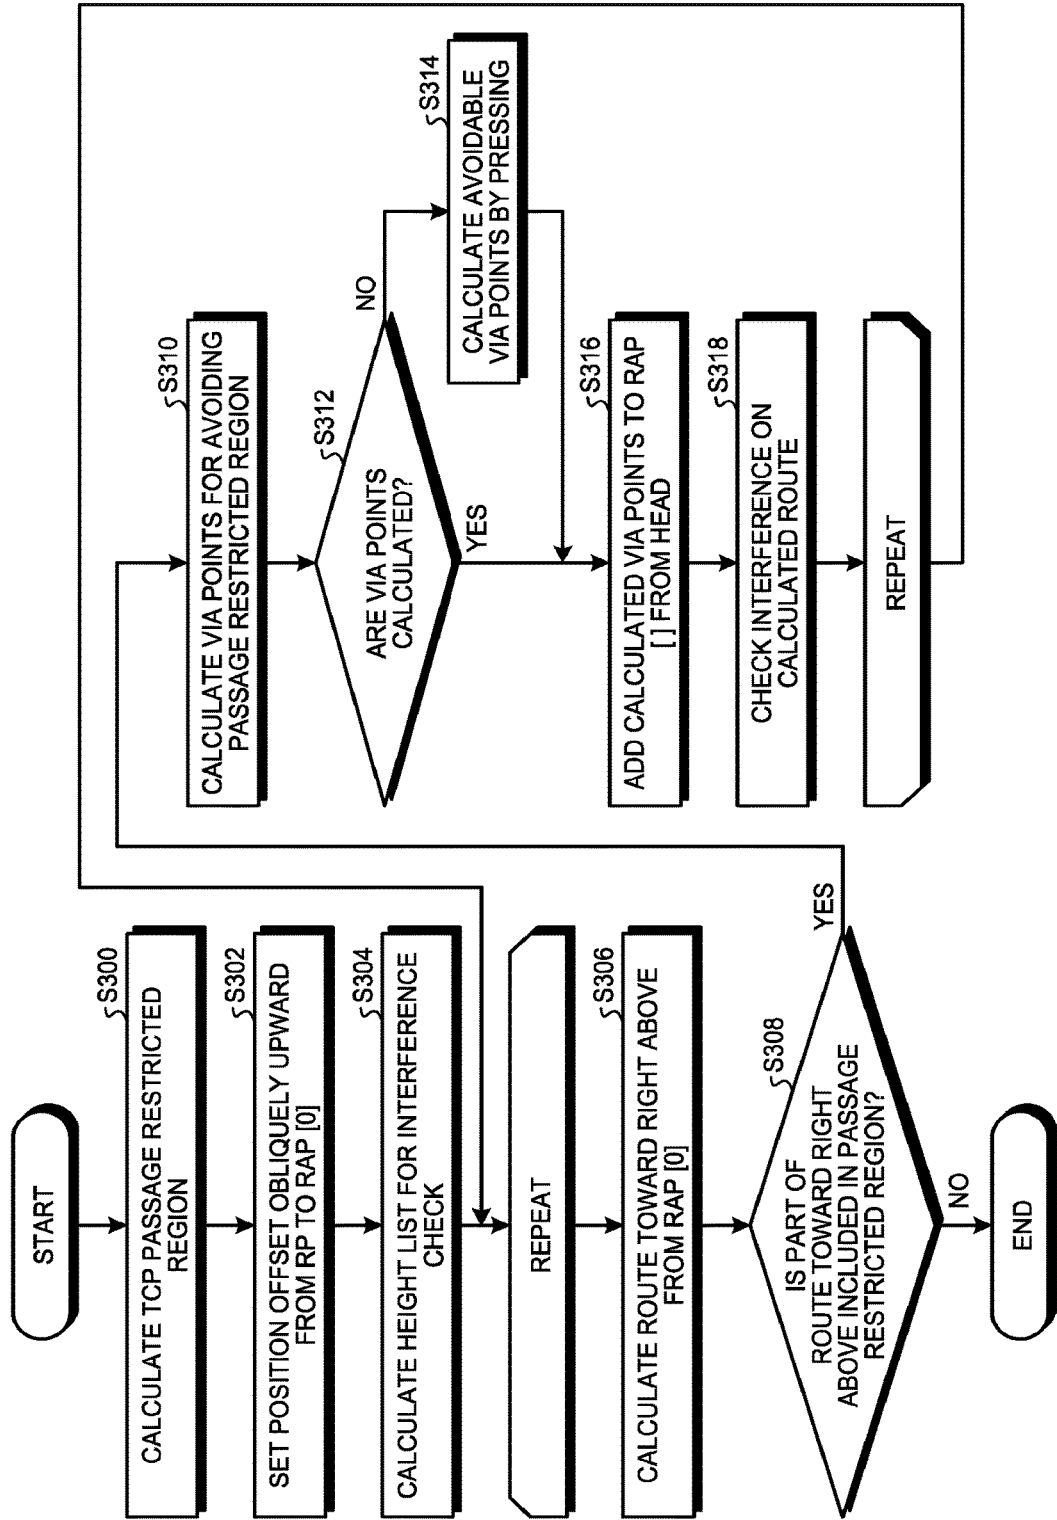 START
S300
CALCULATE TCP PASSAGE RESTRICTED
REGION
S302
SET POSITION OFFSET OBLIQUELY UPWARD
FROM RP TO RAP [0]
S304
CALCULATE HEIGHT LIST FOR INTERFERENCE
CHECK
REPEAT
S306
CALCULATE ROUTE TOWARD RIGHT ABOVE
FROM RAP [0]
S308
IS PART OF
ROUTE TOWARD RIGHT
ABOVE INCLUDED IN PASSAGE
RESTRICTED REGION?
YES
NO
END
S310
CALCULATE VIA POINTS FOR AVOIDING
PASSAGE RESTRICTED REGION
S312
ARE VIA POINTS
CALCULATED?
NO
YES
S314
CALCULATE AVOIDABLE
VIA POINTS BY PRESSING
S316
ADD CALCULATED VIA POINTS TO RAP
[ ] FROM HEAD
S318
CHECK INTERFERENCE ON
CALCULATED ROUTE
REPEAT